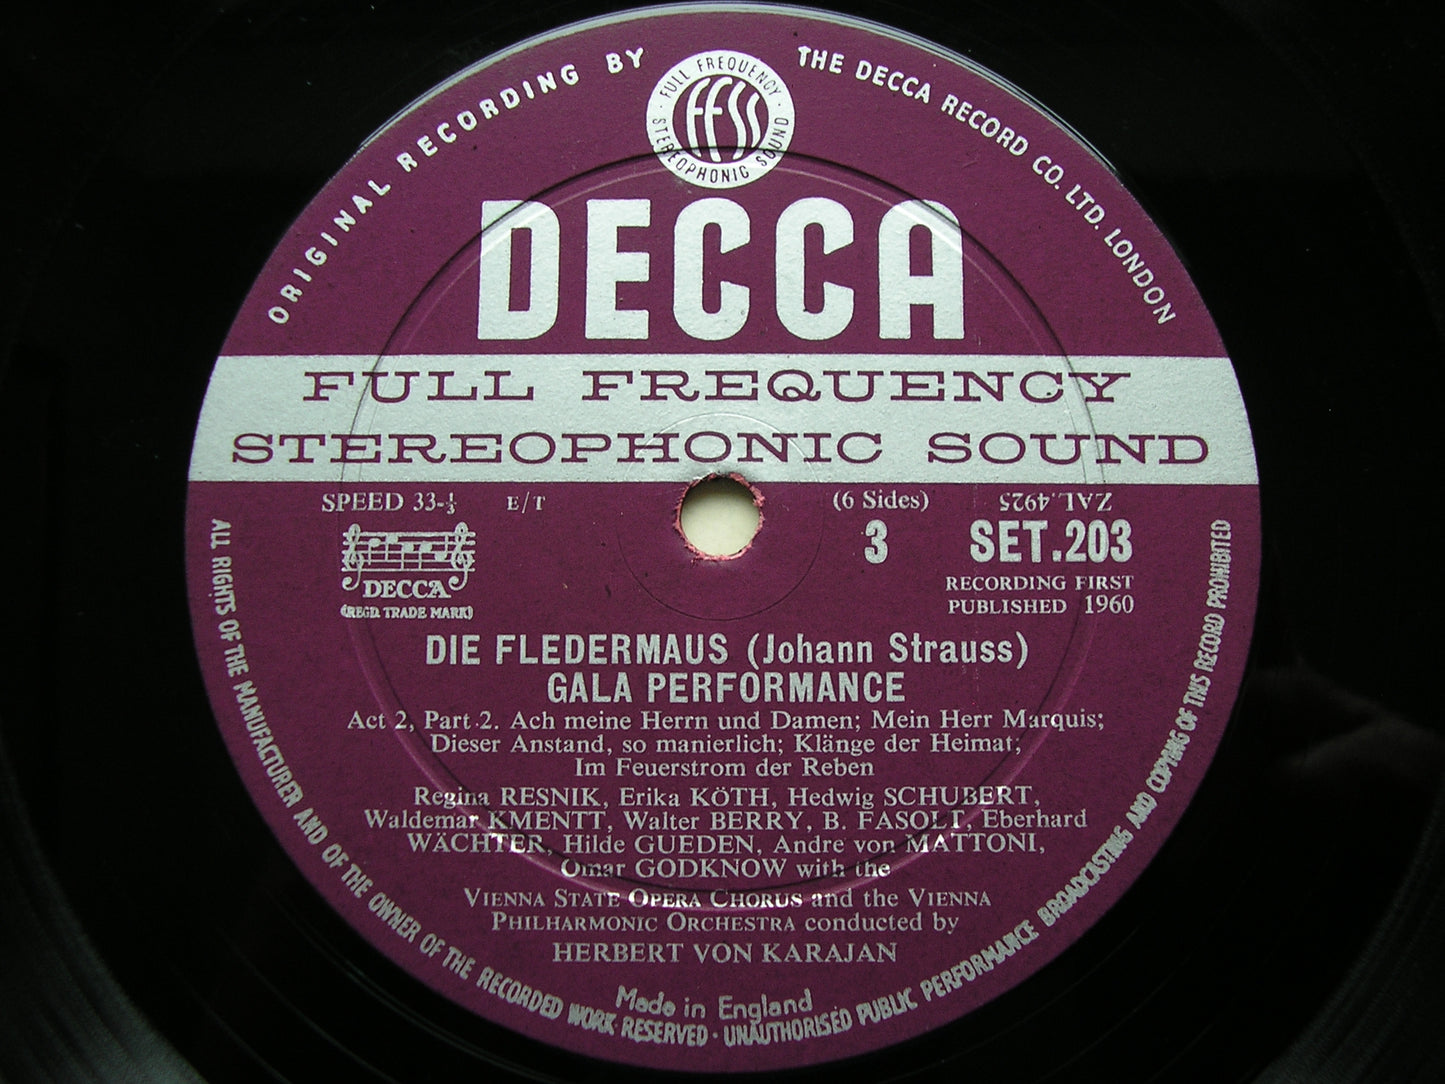 ORIGINAL RECORDING BY
THE DECCA RECORD CO. LTD. LONDON
FULL FREQUENCY
FFSS
STEREOPHONIC SOUND
DECCA
FULL FREQUENCY
STEREOPHONIC SOUND
SPEED 33-⅓ E/T
(6 Sides) ZAL.4925
3 SET.203
DECCA
(REGD. TRADE MARK)
RECORDING FIRST
PUBLISHED 1960
DIE FLEDERMAUS (Johann Strauss)
GALA PERFORMANCE
Act 2, Part 2. Ach meine Herrn und Damen; Mein Herr Marquis;
Dieser Anstand, so manierlich; Klänge der Heimat;
Im Feuerstrom der Reben
Regina RESNIK, Erika KÖTH, Hedwig SCHUBERT,
Waldemar KMENTT, Walter BERRY, B. FASOLT, Eberhard
WÄCHTER, Hilde GUEDEN, Andre von MATTONI,
Omar GODKNOW with the
VIENNA STATE OPERA CHORUS and the VIENNA
PHILHARMONIC ORCHESTRA conducted by
HERBERT VON KARAJAN
Made in England
ALL RIGHTS OF THE MANUFACTURER AND OF THE OWNER OF THE RECORDED WORK RESERVED · UNAUTHORISED PUBLIC PERFORMANCE BROADCASTING AND COPYING OF THIS RECORD PROHIBITED